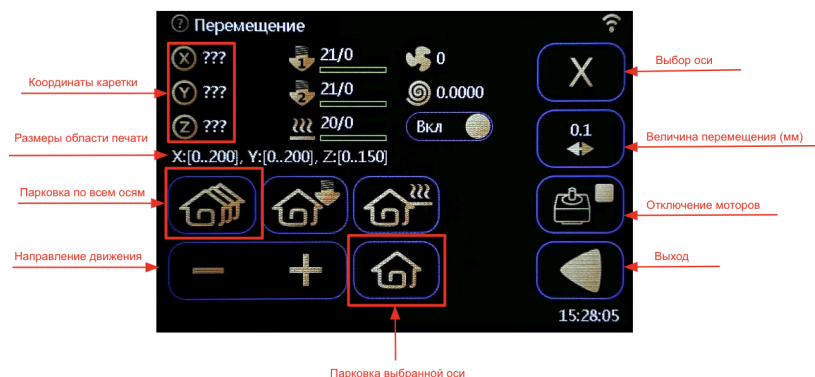 Перемещение
X ??? 21/0 0
Координаты каретки
Y ??? 21/0 0.0000
Z ??? 20/0 Вкл
Размеры области печати
X:[0..200], Y:[0..200], Z:[0..150]
Парковка по всем осям
Направление движения
− +
X
Выбор оси
0.1
Величина перемещения (мм)
Отключение моторов
Выход
15:28:05
Парковка выбранной оси
1
2
?